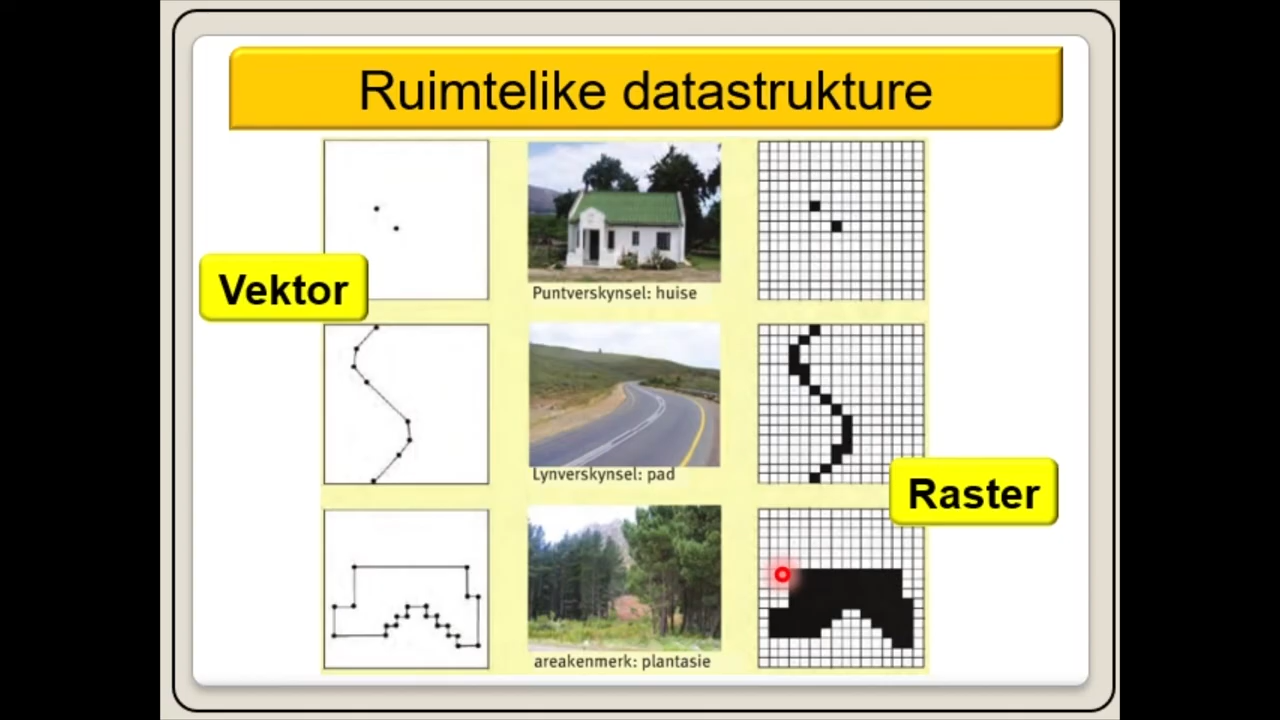 Ruimtelike datastrukture
Vektor
Puntverskynsel: huise
Lynverskynsel: pad
Raster
areakenmerk: plantasie